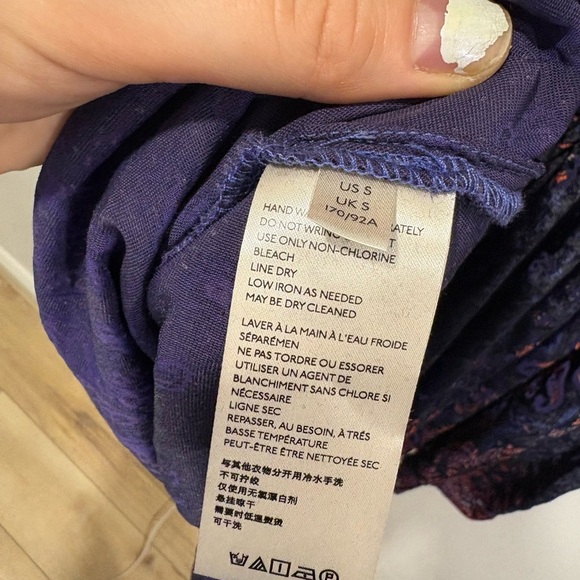 US S
UK S
170/92A
HAND WA
DO NOT WRING
USE ONLY NON-CHLORINE
BLEACH
LINE DRY
LOW IRON AS NEEDED
MAY BE DRY CLEANED
LAVER À LA MAIN À L'EAU FROIDE
SÉPARÉMEN
NE PAS TORDRE OU ESSORER
UTILISER UN AGENT DE
BLANCHIMENT SANS CHLORE SI
NÉCESSAIRE
LIGNE SEC
REPASSER, AU BESOIN, À TRÉS
BASSE TEMPÉRATURE
PEUT-ÊTRE ÊTRE NETTOYÉE SEC
与其他衣物分开用冷水手洗
不可拧绞
仅使用无氯漂白剂
悬挂晾干
需要时低温熨烫
可干洗